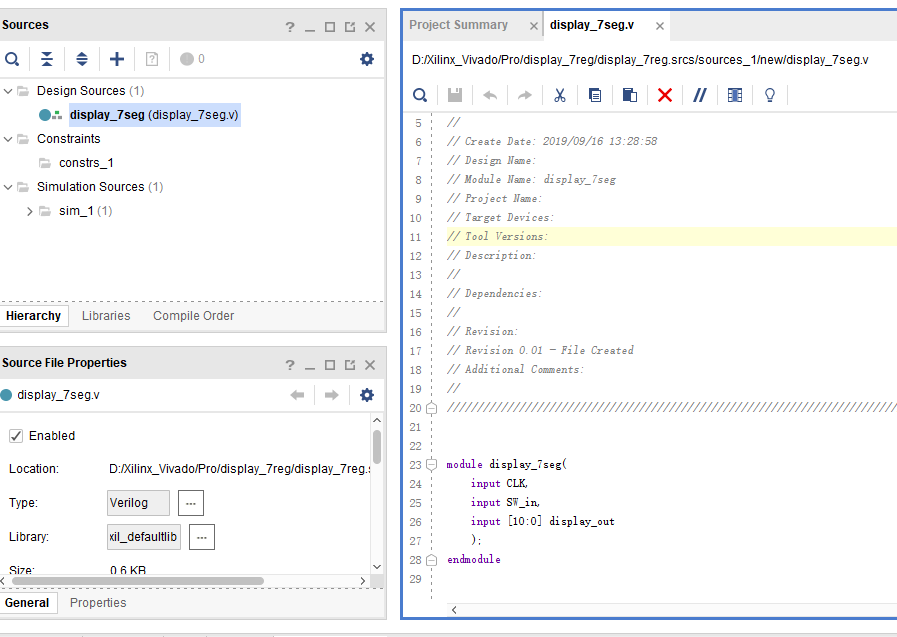 Sources
? _ □ X
0
Design Sources (1)
display_7seg (display_7seg.v)
Constraints
constrs_1
Simulation Sources (1)
sim_1 (1)
Hierarchy Libraries Compile Order
Source File Properties
?
display_7seg.v
Enabled
Location: D:/Xilinx_Vivado/Pro/display_7reg/display_7reg.s
Type: Verilog ...
Library: xil_defaultlib ...
Size: 0.6 KB
General Properties
Project Summary × display_7seg.v ×
D:/Xilinx_Vivado/Pro/display_7reg/display_7reg.srcs/sources_1/new/display_7seg.v
5 //
6 // Create Date: 2019/09/16 13:28:58
7 // Design Name:
8 // Module Name: display_7seg
9 // Project Name:
10 // Target Devices:
11 // Tool Versions:
12 // Description:
13 //
14 // Dependencies:
15 //
16 // Revision:
17 // Revision 0.01 - File Created
18 // Additional Comments:
19 //
20 //////////////////////////////////////////////////////////////////////////
21
22
23 module display_7seg(
24 input CLK,
25 input SW_in,
26 input [10:0] display_out
27 );
28 endmodule
29